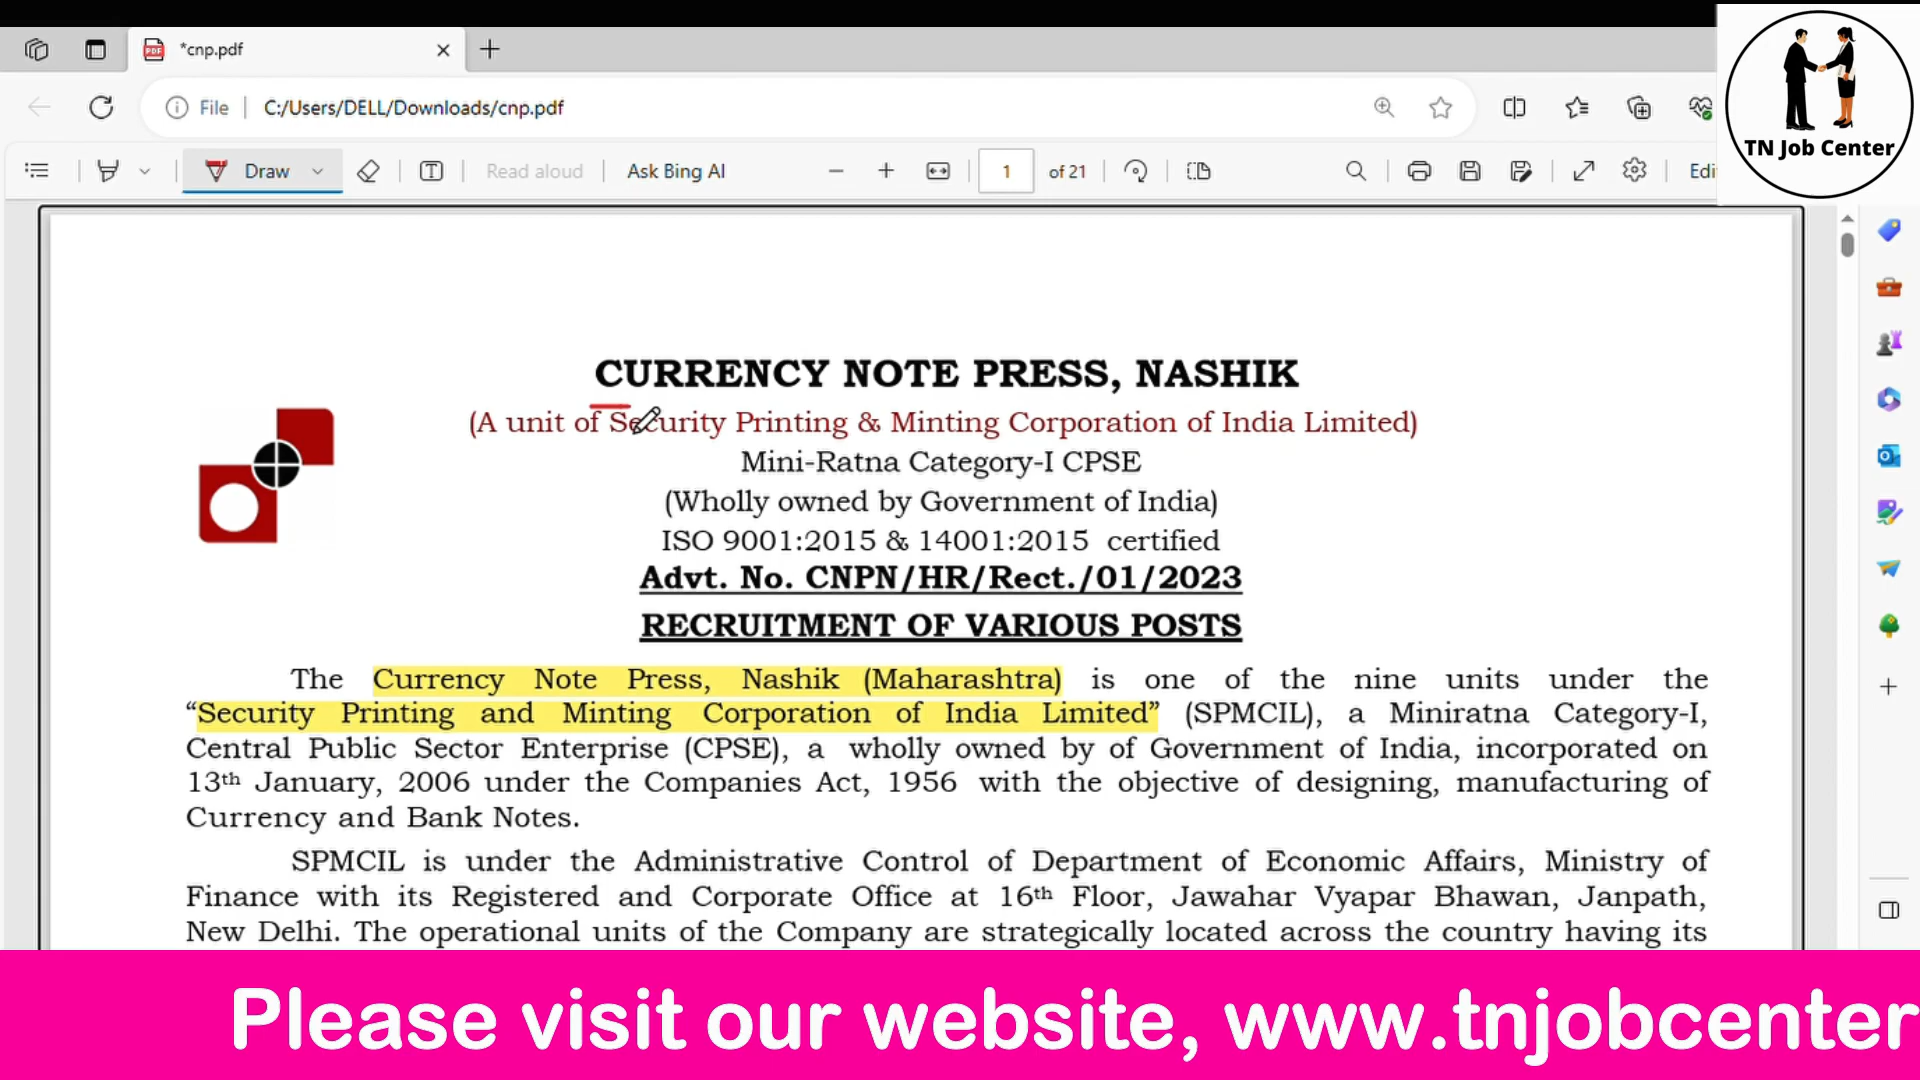 *cnp.pdf
File
C:/Users/DELL/Downloads/cnp.pdf
TN Job Center
Draw
Read aloud
Ask Bing AI
1
of 21
CURRENCY NOTE PRESS, NASHIK
(A unit of Security Printing & Minting Corporation of India Limited)
Mini-Ratna Category-I CPSE
(Wholly owned by Government of India)
ISO 9001:2015 & 14001:2015 certified
Advt. No. CNPN/HR/Rect./01/2023
RECRUITMENT OF VARIOUS POSTS
The Currency Note Press, Nashik (Maharashtra) is one of the nine units under the
“Security Printing and Minting Corporation of India Limited” (SPMCIL), a Miniratna Category-I,
Central Public Sector Enterprise (CPSE), a wholly owned by of Government of India, incorporated on
13th January, 2006 under the Companies Act, 1956 with the objective of designing, manufacturing of
Currency and Bank Notes.
SPMCIL is under the Administrative Control of Department of Economic Affairs, Ministry of
Finance with its Registered and Corporate Office at 16th Floor, Jawahar Vyapar Bhawan, Janpath,
New Delhi. The operational units of the Company are strategically located across the country having its
Please visit our website, www.tnjobcenter